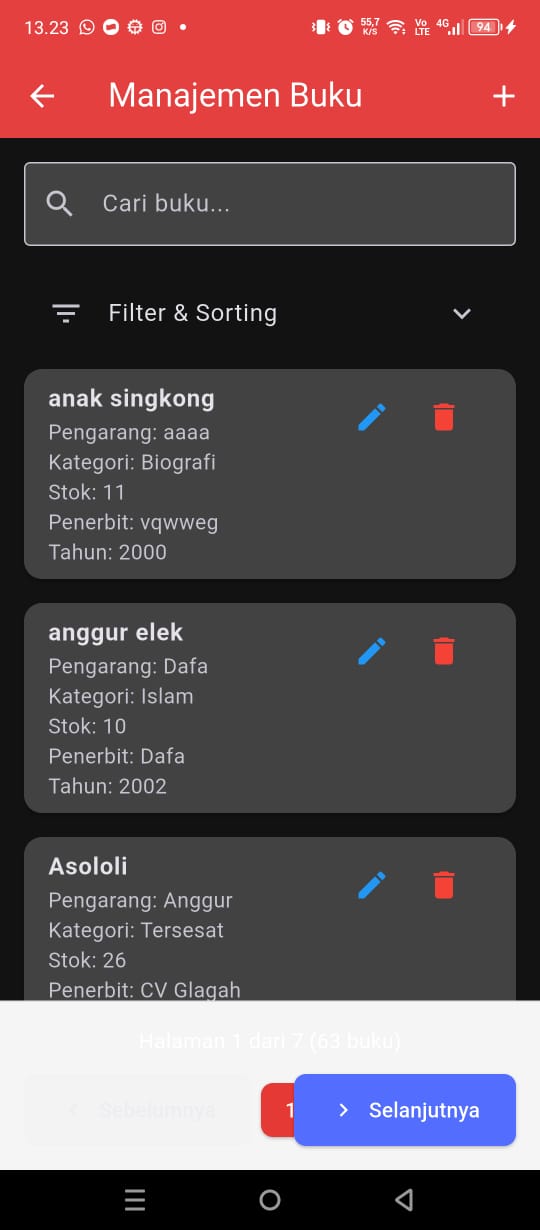 13.23 55,7 K/S Vo LTE 4G 94
Manajemen Buku
Cari buku...
Filter & Sorting
anak singkong
Pengarang: aaaa
Kategori: Biografi
Stok: 11
Penerbit: vqwweg
Tahun: 2000
anggur elek
Pengarang: Dafa
Kategori: Islam
Stok: 10
Penerbit: Dafa
Tahun: 2002
Asololi
Pengarang: Anggur
Kategori: Tersesat
Stok: 26
Penerbit: CV Glagah
Halaman 1 dari 7 (63 buku)
Sebelumnya 1 Selanjutnya